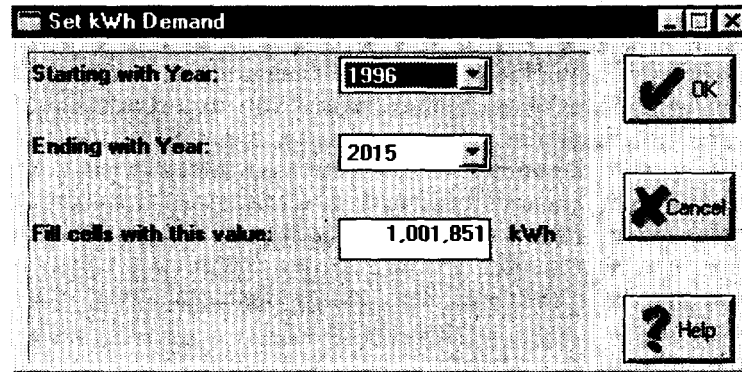 Set kWh Demand
Starting with Year: 1996 OK
Ending with Year: 2015
Cancel
Fill cells with this value: 1,001,851 kWh
Help